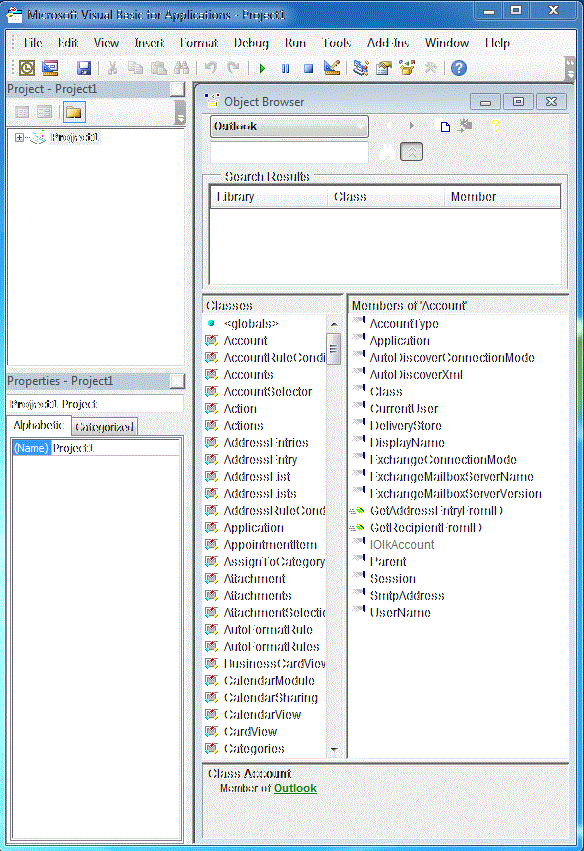 Microsoft Visual Basic for Applications - Project1
File Edit View Insert Format Debug Run Tools Add-Ins Window Help
Project - Project1
Project1
Properties - Project1
Project1 Project
Alphabetic Categorized
(Name) Project1
Object Browser
Outlook
Search Results
Library Class Member
Classes
<globals>
Account
AccountRuleCondi
Accounts
AccountSelector
Action
Actions
AddressEntries
AddressEntry
AddressList
AddressLists
AddressRuleCond
Application
AppointmentItem
AssignToCategory
Attachment
Attachments
AttachmentSelectio
AutoFormatRule
AutoFormatRules
BusinessCardView
CalendarModule
CalendarSharing
CalendarView
CardView
Categories
Members of 'Account'
AccountType
Application
AutoDiscoverConnectionMode
AutoDiscoverXml
Class
CurrentUser
DeliveryStore
DisplayName
ExchangeConnectionMode
ExchangeMailboxServerName
ExchangeMailboxServerVersion
GetAddressEntryFromID
GetRecipientFromID
IOlkAccount
Parent
Session
SmtpAddress
UserName
Class Account
Member of Outlook